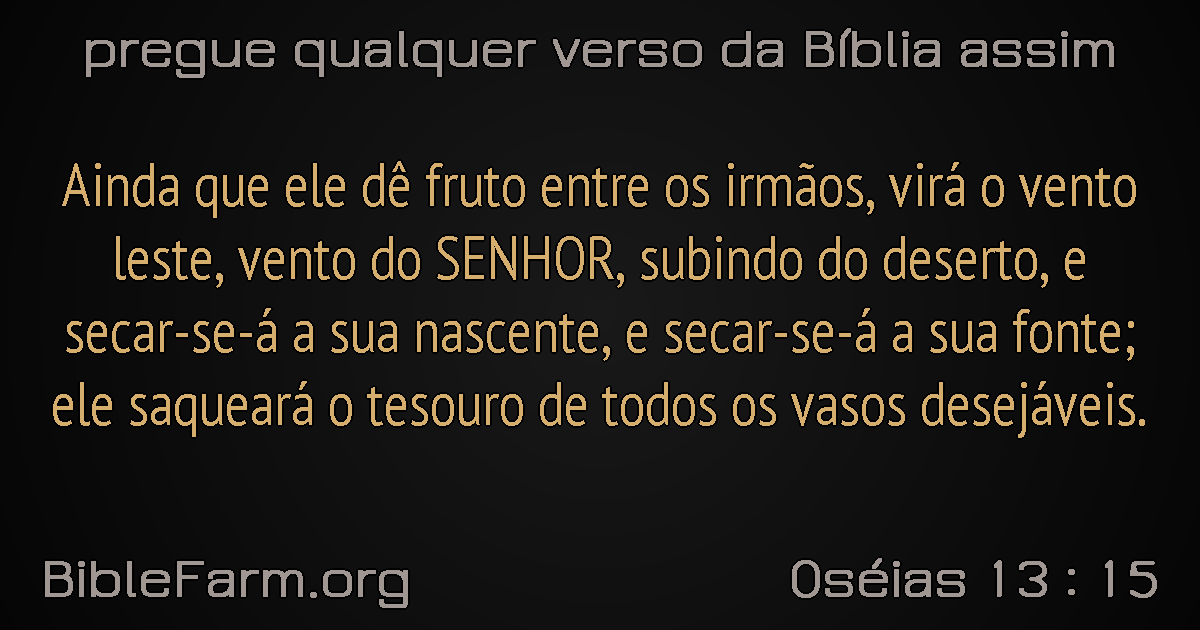 pregue qualquer verso da Bíblia assim
Ainda que ele dê fruto entre os irmãos, virá o vento
leste, vento do SENHOR, subindo do deserto, e
secar-se-á a sua nascente, e secar-se-á a sua fonte;
ele saqueará o tesouro de todos os vasos desejáveis.
BibleFarm.org
Oséias 13 : 15